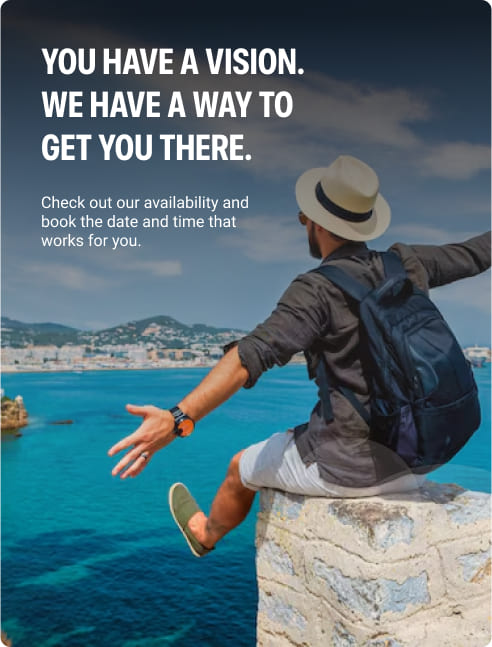 YOU HAVE A VISION.
WE HAVE A WAY TO
GET YOU THERE.
Check out our availability and
book the date and time that
works for you.